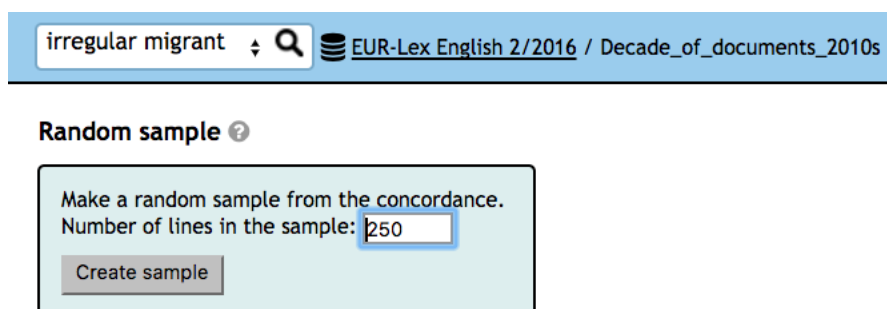 irregular migrant EUR-Lex English 2/2016 / Decade_of_documents_2010s
Random sample ?
Make a random sample from the concordance.
Number of lines in the sample: 250
Create sample